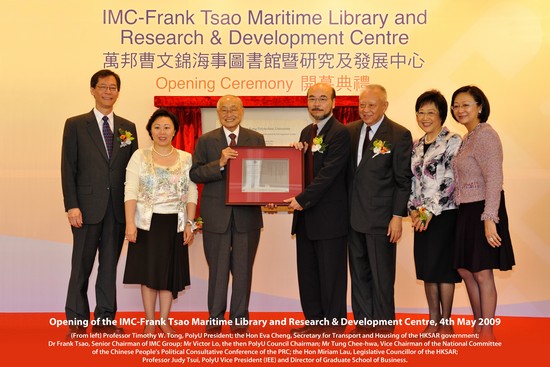 IMC-Frank Tsao Maritime Library and
Research & Development Centre
萬邦曹文錦海事圖書館暨研究及發展中心
Opening Ceremony 開幕典禮
Opening of the IMC-Frank Tsao Maritime Library and Research & Development Centre, 4th May 2009
(From left) Professor Timothy W. Tong, PolyU President; the Hon Eva Cheng, Secretary for Transport and Housing of the HKSAR government;
Dr Frank Tsao, Senior Chairman of IMC Group; Mr Victor Lo, the then PolyU Council Chairman; Mr Tung Chee-hwa, Vice Chairman of the National Committee
of the Chinese People's Political Consultative Conference of the PRC; the Hon Miriam Lau, Legislative Councillor of the HKSAR;
Professor Judy Tsui, PolyU Vice President (IEE) and Director of Graduate School of Business.